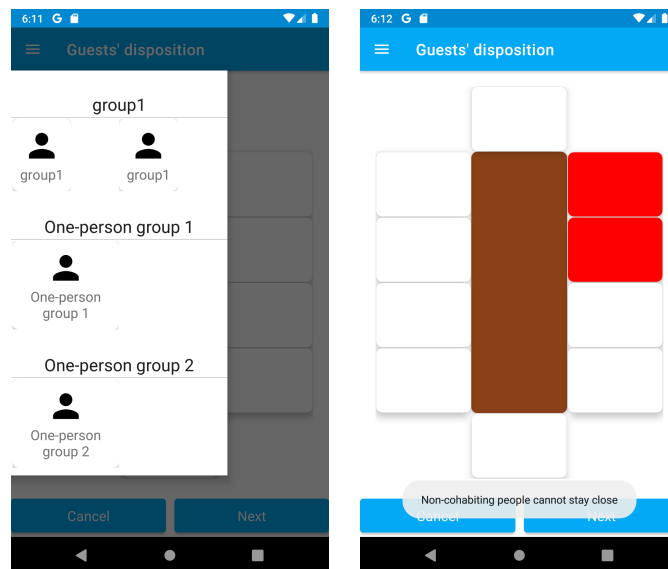 6:11 G
Guests' disposition
group1
group1 group1
One-person group 1
One-person
group 1
One-person group 2
One-person
group 2
Cancel Next
6:12 G
Guests' disposition
Non-cohabiting people cannot stay close
Cancel Next